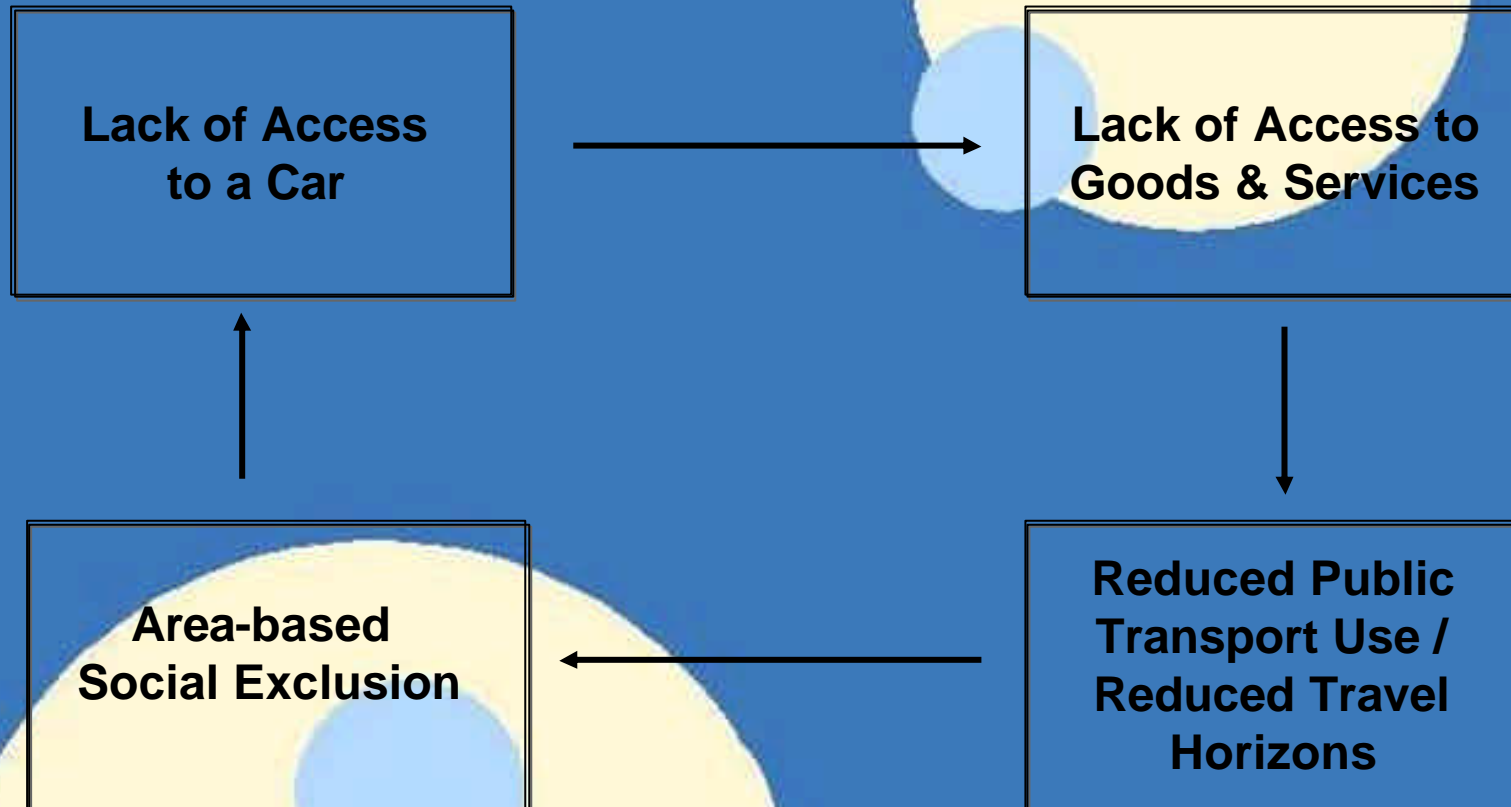 Lack of Access
to a Car
Lack of Access to
Goods & Services
Reduced Public
Transport Use /
Reduced Travel
Horizons
Area-based
Social Exclusion